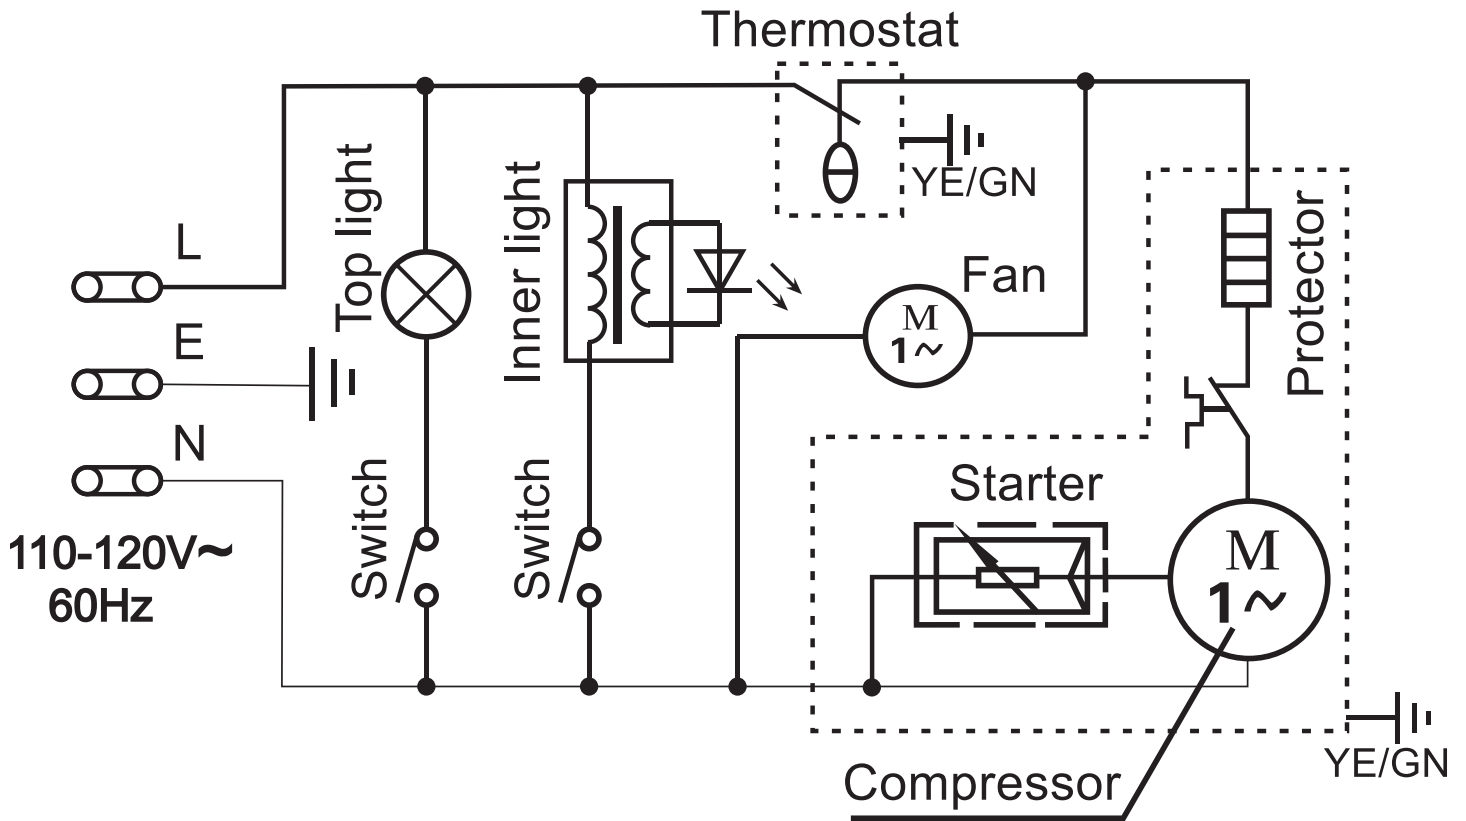 Thermostat
L
Top light
Inner light
YE/GN
Protector
Fan
M
1~
E
N
Switch
Switch
Starter
110-120V~
60Hz
M
1~
YE/GN
Compressor